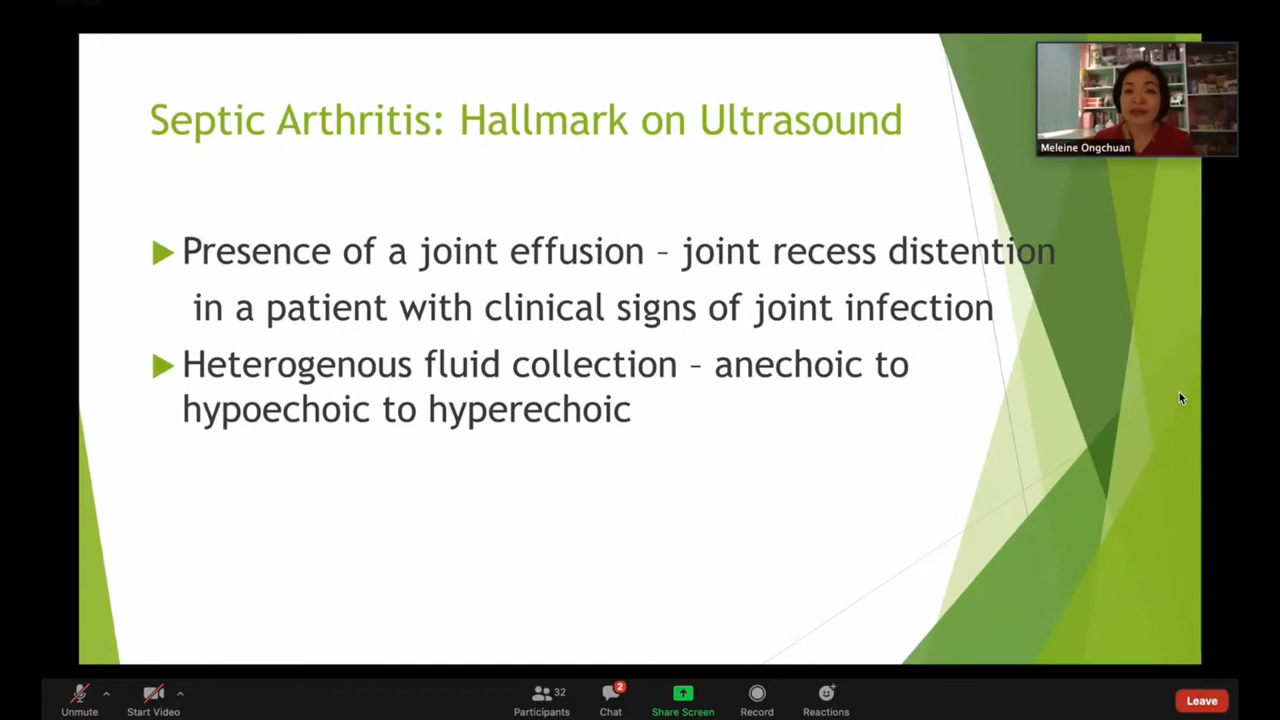 Septic Arthritis: Hallmark on Ultrasound
Meleine Ongchuan
Presence of a joint effusion – joint recess distention
in a patient with clinical signs of joint infection
Heterogenous fluid collection – anechoic to
hypoechoic to hyperechoic
Unmute
Start Video
32
Participants
2
Chat
Share Screen
Record
Reactions
Leave